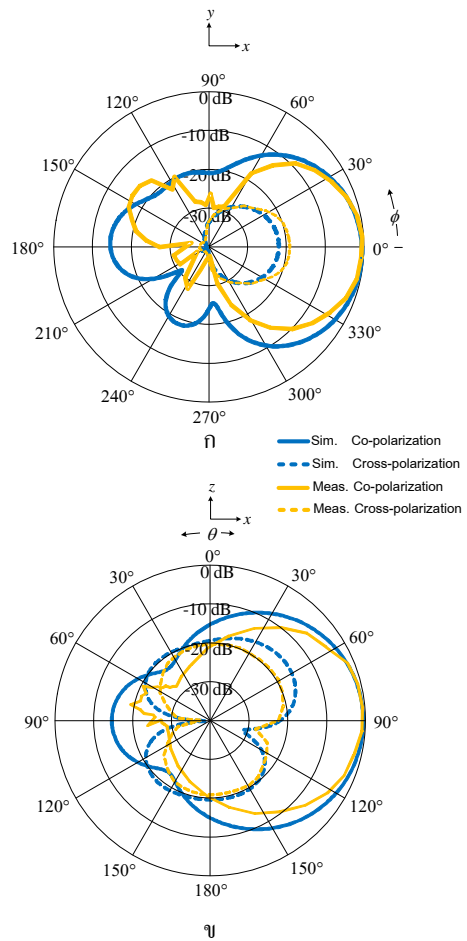 y
x
90°
0 dB
120°
60°
-10 dB
150°
30°
-20 dB
-30 dB
ϕ
180°
0°
210°
330°
240°
300°
270°
ก
Sim. Co-polarization
Sim. Cross-polarization
Meas. Co-polarization
Meas. Cross-polarization
z
x
θ
0°
0 dB
30°
30°
-10 dB
60°
60°
-20 dB
-30 dB
90°
90°
120°
120°
150°
150°
180°
ข